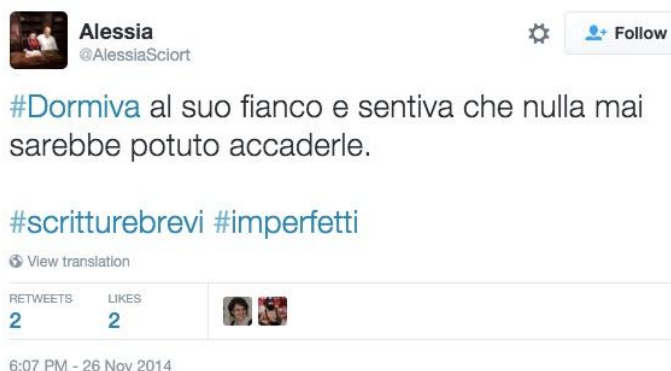 Alessia
@AlessiaSciort
Follow
#Dormiva al suo fianco e sentiva che nulla mai
sarebbe potuto accaderle.
#scritturebrevi #imperfetti
View translation
RETWEETS LIKES
2 2
6:07 PM - 26 Nov 2014